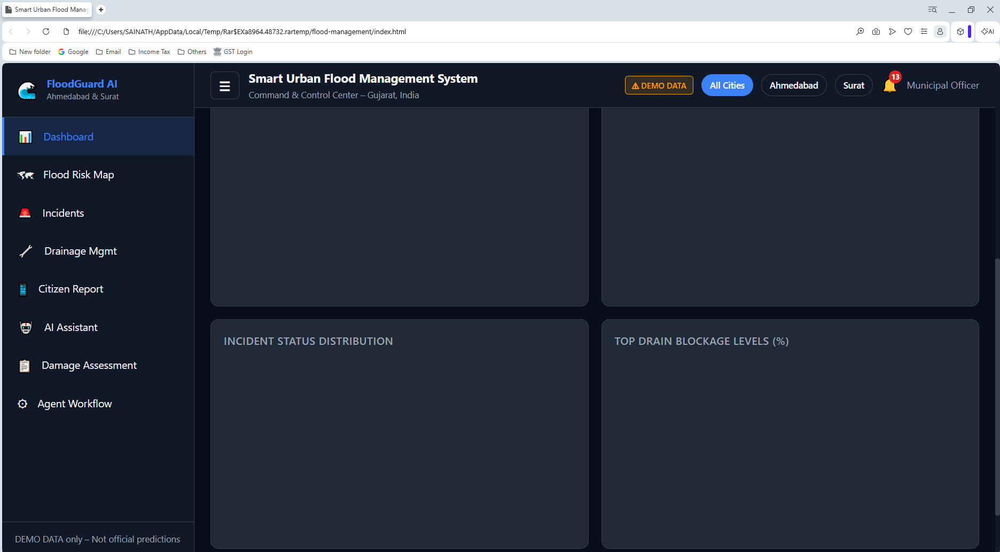 Smart Urban Flood Manag
file:///C:/Users/SAINATH/AppData/Local/Temp/Rar$EXa8964.48732.rartemp/flood-management/index.html
AI
New folder
Google
Email
Income Tax
Others
GST Login
FloodGuard AI
Ahmedabad & Surat
Smart Urban Flood Management System
Command & Control Center – Gujarat, India
DEMO DATA
All Cities
Ahmedabad
Surat
13
Municipal Officer
Dashboard
Flood Risk Map
Incidents
Drainage Mgmt
Citizen Report
AI Assistant
Damage Assessment
Agent Workflow
INCIDENT STATUS DISTRIBUTION
TOP DRAIN BLOCKAGE LEVELS (%)
DEMO DATA only – Not official predictions